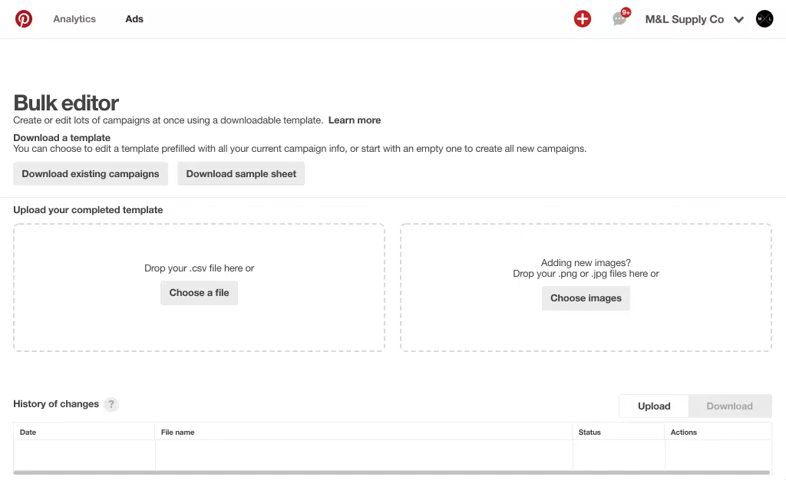 Analytics
Ads
9+
M&L Supply Co
Bulk editor
Create or edit lots of campaigns at once using a downloadable template. Learn more
Download a template
You can choose to edit a template prefilled with all your current campaign info, or start with an empty one to create all new campaigns.
Download existing campaigns
Download sample sheet
Upload your completed template
Drop your .csv file here or
Choose a file
Adding new images?
Drop your .png or .jpg files here or
Choose images
History of changes ?
Upload
Download
Date
File name
Status
Actions